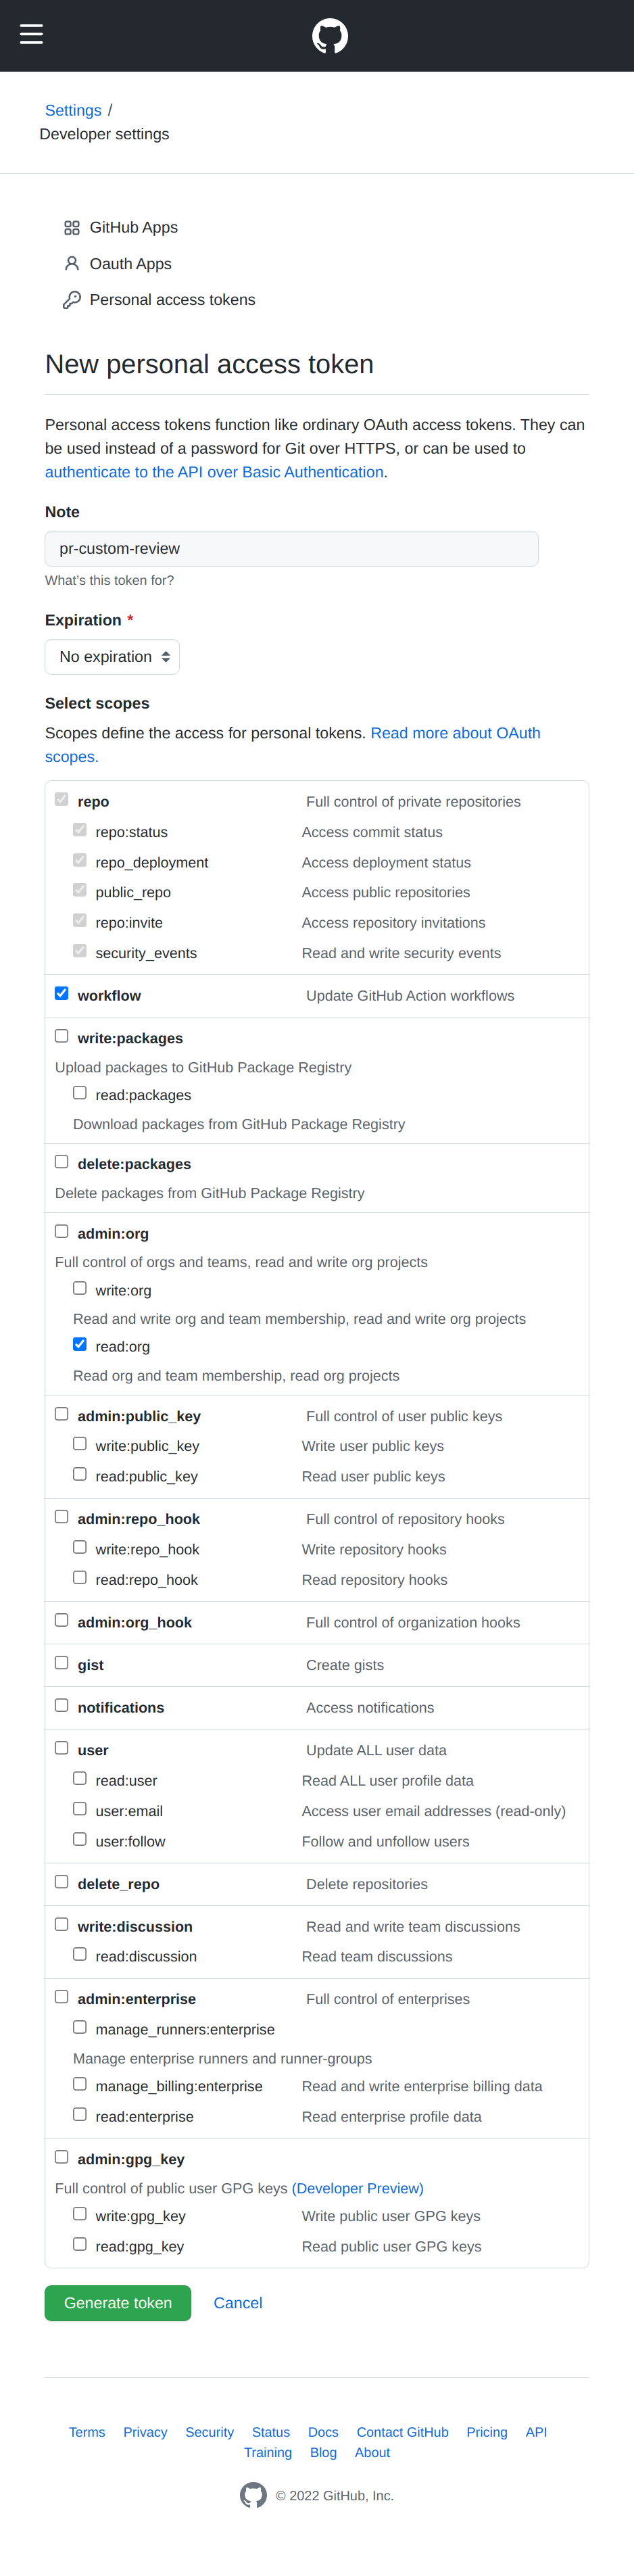 Settings /
Developer settings
GitHub Apps
Oauth Apps
Personal access tokens
New personal access token
Personal access tokens function like ordinary OAuth access tokens. They can
be used instead of a password for Git over HTTPS, or can be used to
authenticate to the API over Basic Authentication.
Note
pr-custom-review
What's this token for?
Expiration *
No expiration
Select scopes
Scopes define the access for personal tokens. Read more about OAuth
scopes.
repo Full control of private repositories
repo:status Access commit status
repo_deployment Access deployment status
public_repo Access public repositories
repo:invite Access repository invitations
security_events Read and write security events
workflow Update GitHub Action workflows
write:packages
Upload packages to GitHub Package Registry
read:packages
Download packages from GitHub Package Registry
delete:packages
Delete packages from GitHub Package Registry
admin:org
Full control of orgs and teams, read and write org projects
write:org
Read and write org and team membership, read and write org projects
read:org
Read org and team membership, read org projects
admin:public_key Full control of user public keys
write:public_key Write user public keys
read:public_key Read user public keys
admin:repo_hook Full control of repository hooks
write:repo_hook Write repository hooks
read:repo_hook Read repository hooks
admin:org_hook Full control of organization hooks
gist Create gists
notifications Access notifications
user Update ALL user data
read:user Read ALL user profile data
user:email Access user email addresses (read-only)
user:follow Follow and unfollow users
delete_repo Delete repositories
write:discussion Read and write team discussions
read:discussion Read team discussions
admin:enterprise Full control of enterprises
manage_runners:enterprise
Manage enterprise runners and runner-groups
manage_billing:enterprise Read and write enterprise billing data
read:enterprise Read enterprise profile data
admin:gpg_key
Full control of public user GPG keys (Developer Preview)
write:gpg_key Write public user GPG keys
read:gpg_key Read public user GPG keys
Generate token Cancel
Terms Privacy Security Status Docs Contact GitHub Pricing API
Training Blog About
© 2022 GitHub, Inc.